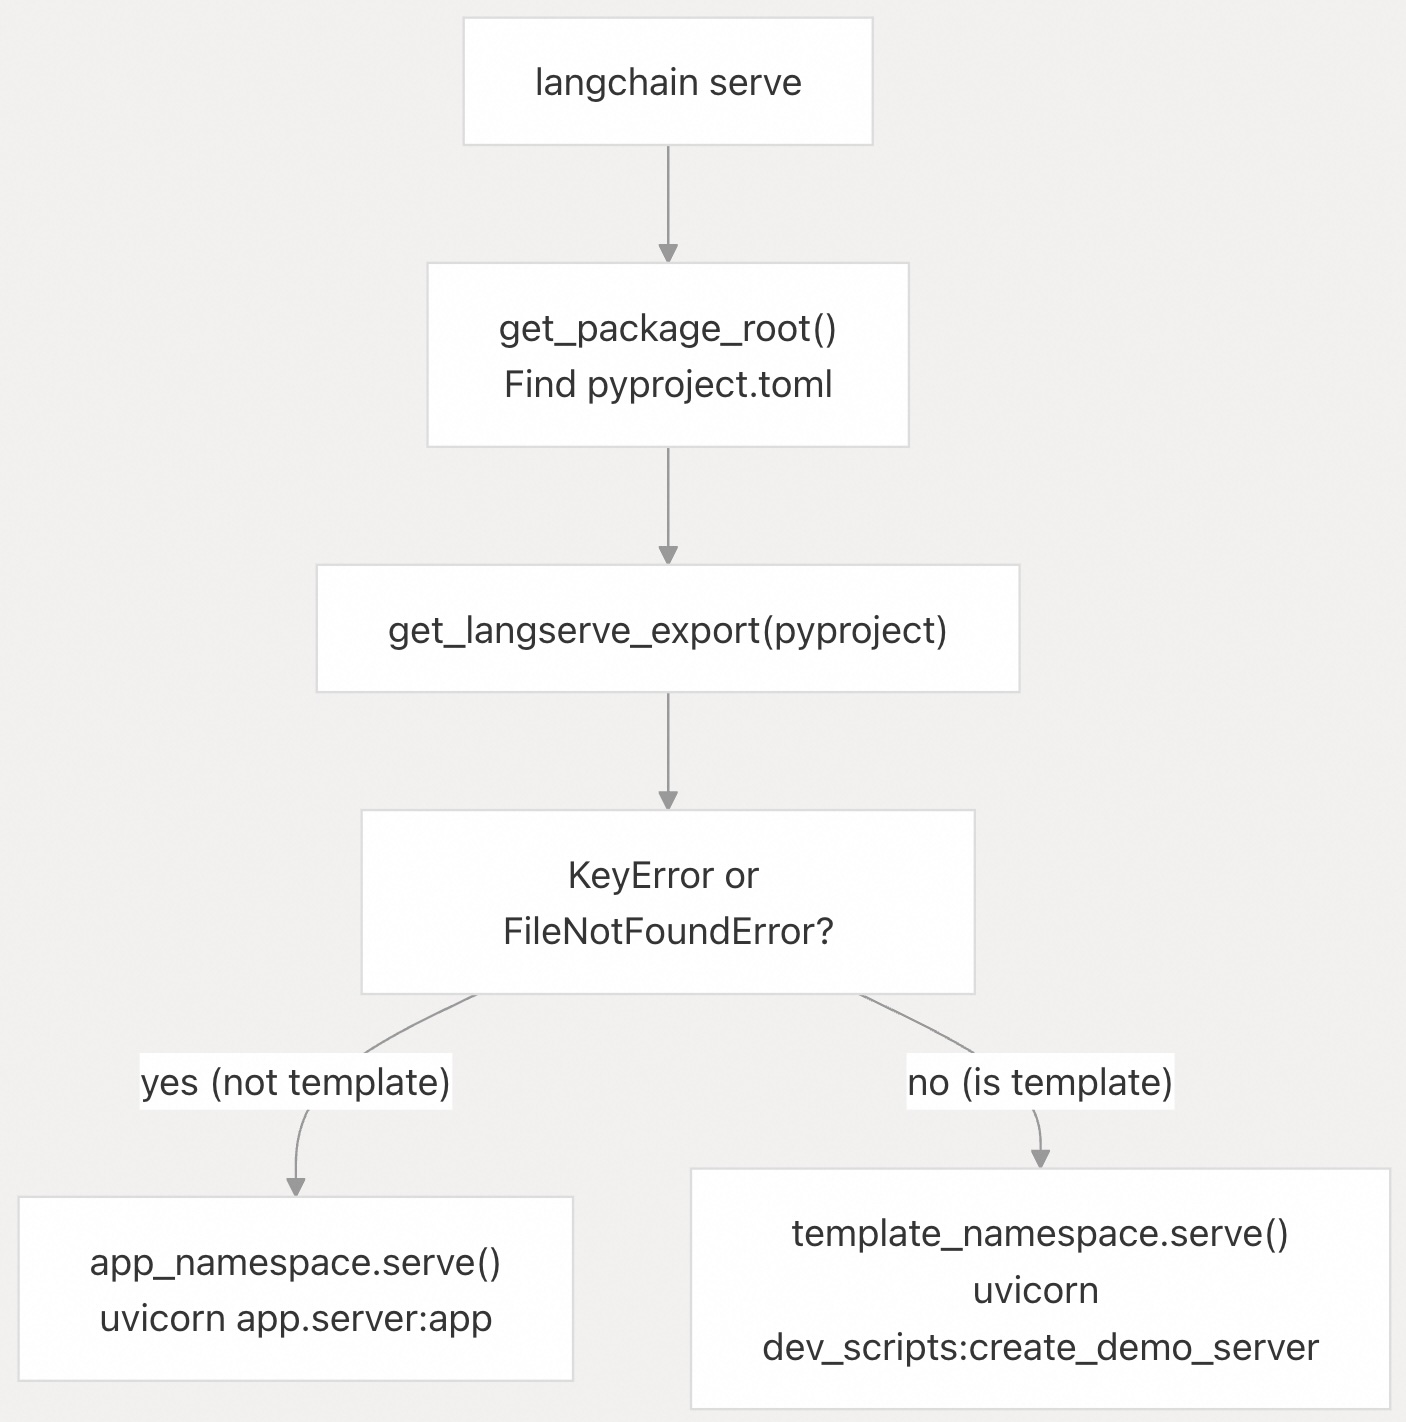 langchain serve
get_package_root()
Find pyproject.toml
get_langserve_export(pyproject)
KeyError or
FileNotFoundError?
yes (not template)
no (is template)
app_namespace.serve()
uvicorn app.server:app
template_namespace.serve()
uvicorn
dev_scripts:create_demo_server